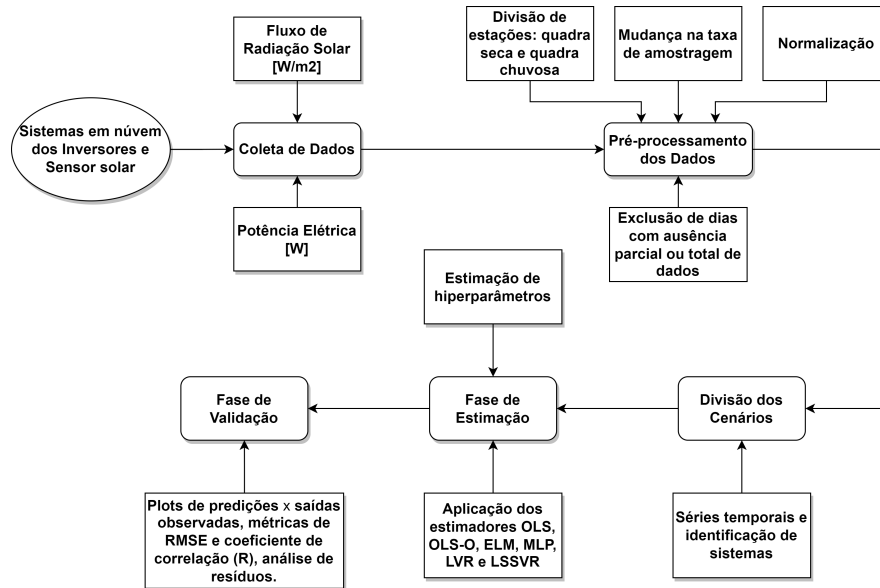 Fluxo de
Radiação Solar
[W/m2]
Divisão de
estações: quadra
seca e quadra
chuvosa
Mudança na taxa
de amostragem
Normalização
Sistemas em núvem
dos Inversores e
Sensor solar
Coleta de Dados
Pré-processamento
dos Dados
Potência Elétrica
[W]
Exclusão de dias
com ausência
parcial ou total de
dados
Estimação de
hiperparâmetros
Fase de
Validação
Fase de
Estimação
Divisão dos
Cenários
Plots de predições x saídas
observadas, métricas de
RMSE e coeficiente de
correlação (R), análise de
resíduos.
Aplicação dos
estimadores OLS,
OLS-O, ELM, MLP,
LVR e LSSVR
Séries temporais e
identificação de
sistemas